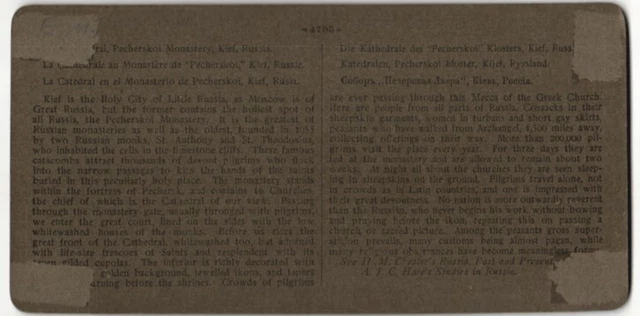 -4705-
ral, Pecherskoi Monastery, Kief, Russia.
La Cathedrale au Monastère de "Pecherskoi," Kief, Russie.
La Catedral en el Monasterio de Pecherskoi, Kief, Rusia.
Kief is the Holy City of Little Russia, as Moscow is of
Great Russia, but the former contains the holiest spot of
all Russia, the Pecherskoi Monastery. It is the greatest of
Russian monasteries as well as the oldest, founded in 1055
by two Russian monks, St. Anthony and St. Theodosius,
who inhabited the cells in the limestone cliffs. These famous
catacombs attract thousands of devout pilgrims who flock
into the narrow passages to kiss the hands of the saints
buried in this peculiarly holy place. The monastery stands
within the fortress of Pechersk, and contains 16 Churches,
the chief of which is the Cathedral of our view. Passing
through the monastery gate, usually thronged with pilgrims,
we enter the great court, lined on the sides with the low
whitewashed houses of the monks. Before us rises the
great front of the Cathedral, whitewashed too, but adorned
with life-size frescoes of Saints and resplendent with its
seven gilded cupolas. The interior is richly decorated with
golden background, jewelled ikons, and tapers
burning before the shrines. Crowds of pilgrims
Die Kathedrale des "Pecherskoi" Klosters, Kief, Russ
Katedralen, Pecherskoi kloster, Kieff, Ryssland.
Соборъ, „Печерская Лавра", Кіевъ, Россія.
are ever passing through this Mecca of the Greek Church.
Here are people from all parts of Russia, Cossacks in their
sheepskin garments, women in turbans and short gay skirts,
peasants who have walked from Archangel, 1,500 miles away,
collecting offerings on their way. More than 200,000 pil-
grims visit the place every year. For three days they are
fed at the monastery and are allowed to remain about two
weeks. At night all about the churches they are seen sleep-
ing in sheepskins on the ground. Pilgrims travel alone, not
in crowds as in Latin countries, and one is impressed with
their great devoutness. No nation is more outwardly reverent
than the Russian, who never begins his work without bowing
and praying before the ikon, repeating this on passing a
church or sacred picture. Among the peasants gross super-
stition prevails, many customs being almost pagan, while
many religious observances have become meaningless form
See H. M. Chester's Russia, Past and Present,
A. J. C. Hare's Studies in Russia.